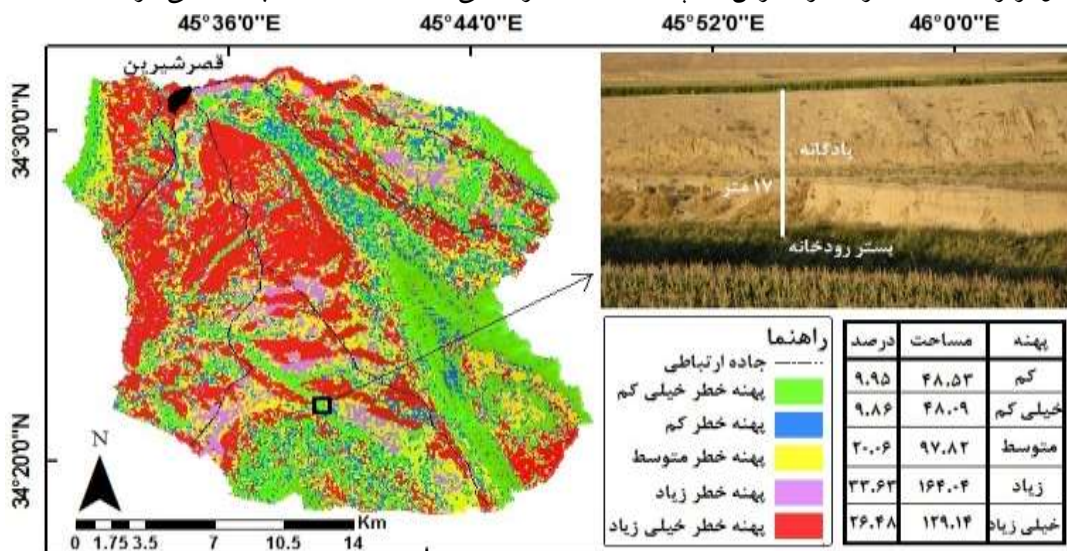 45°36'0"E 45°44'0"E 45°52'0"E 46°0'0"E
34°30'0"N
34°20'0"N
قصرشیرین
N
Km
0 1.75 3.5 7 10.5 14
پادگانه
۱۷ متر
بستر رودخانه
راهنما
جاده ارتباطی
پهنه خطر خیلی کم
پهنه خطر کم
پهنه خطر متوسط
پهنه خطر زیاد
پهنه خطر خیلی زیاد
پهنه مساحت درصد
کم ۴۸.۵۳ ۹.۹۵
خیلی کم ۴۸.۰۹ ۹.۸۶
متوسط ۹۷.۸۲ ۲۰.۰۶
زیاد ۱۶۴.۰۴ ۳۳.۶۳
خیلی زیاد ۱۲۹.۱۴ ۲۶.۴۸